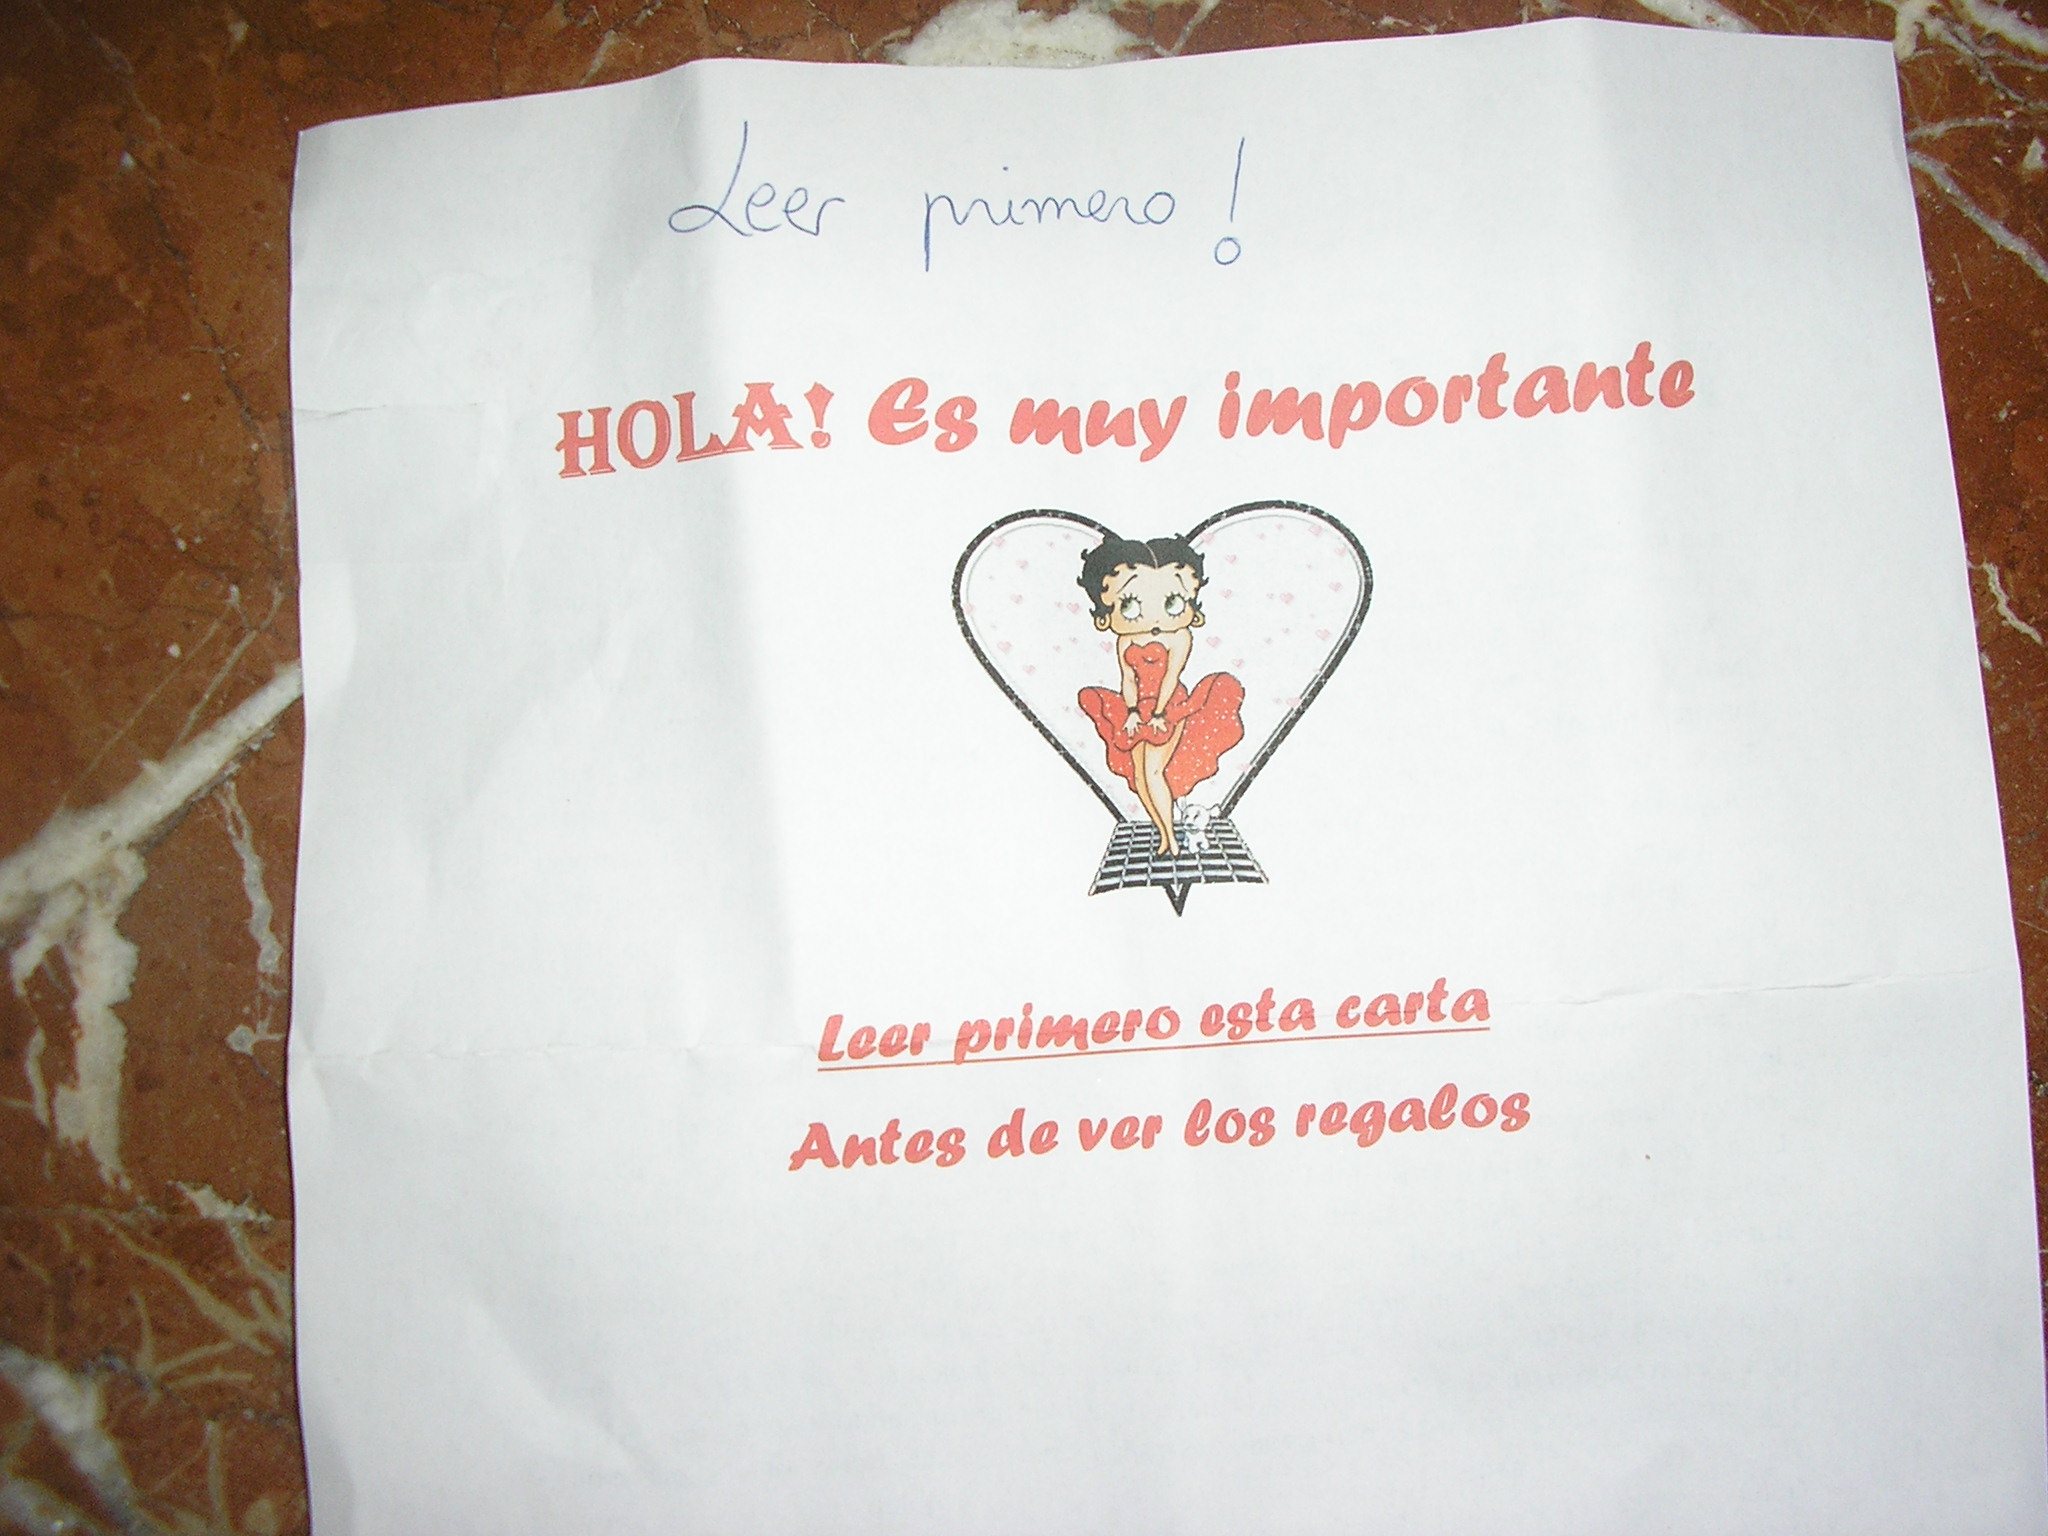 Leer primero!
HOLA! Es muy importante
Leer primero esta carta
Antes de ver los regalos